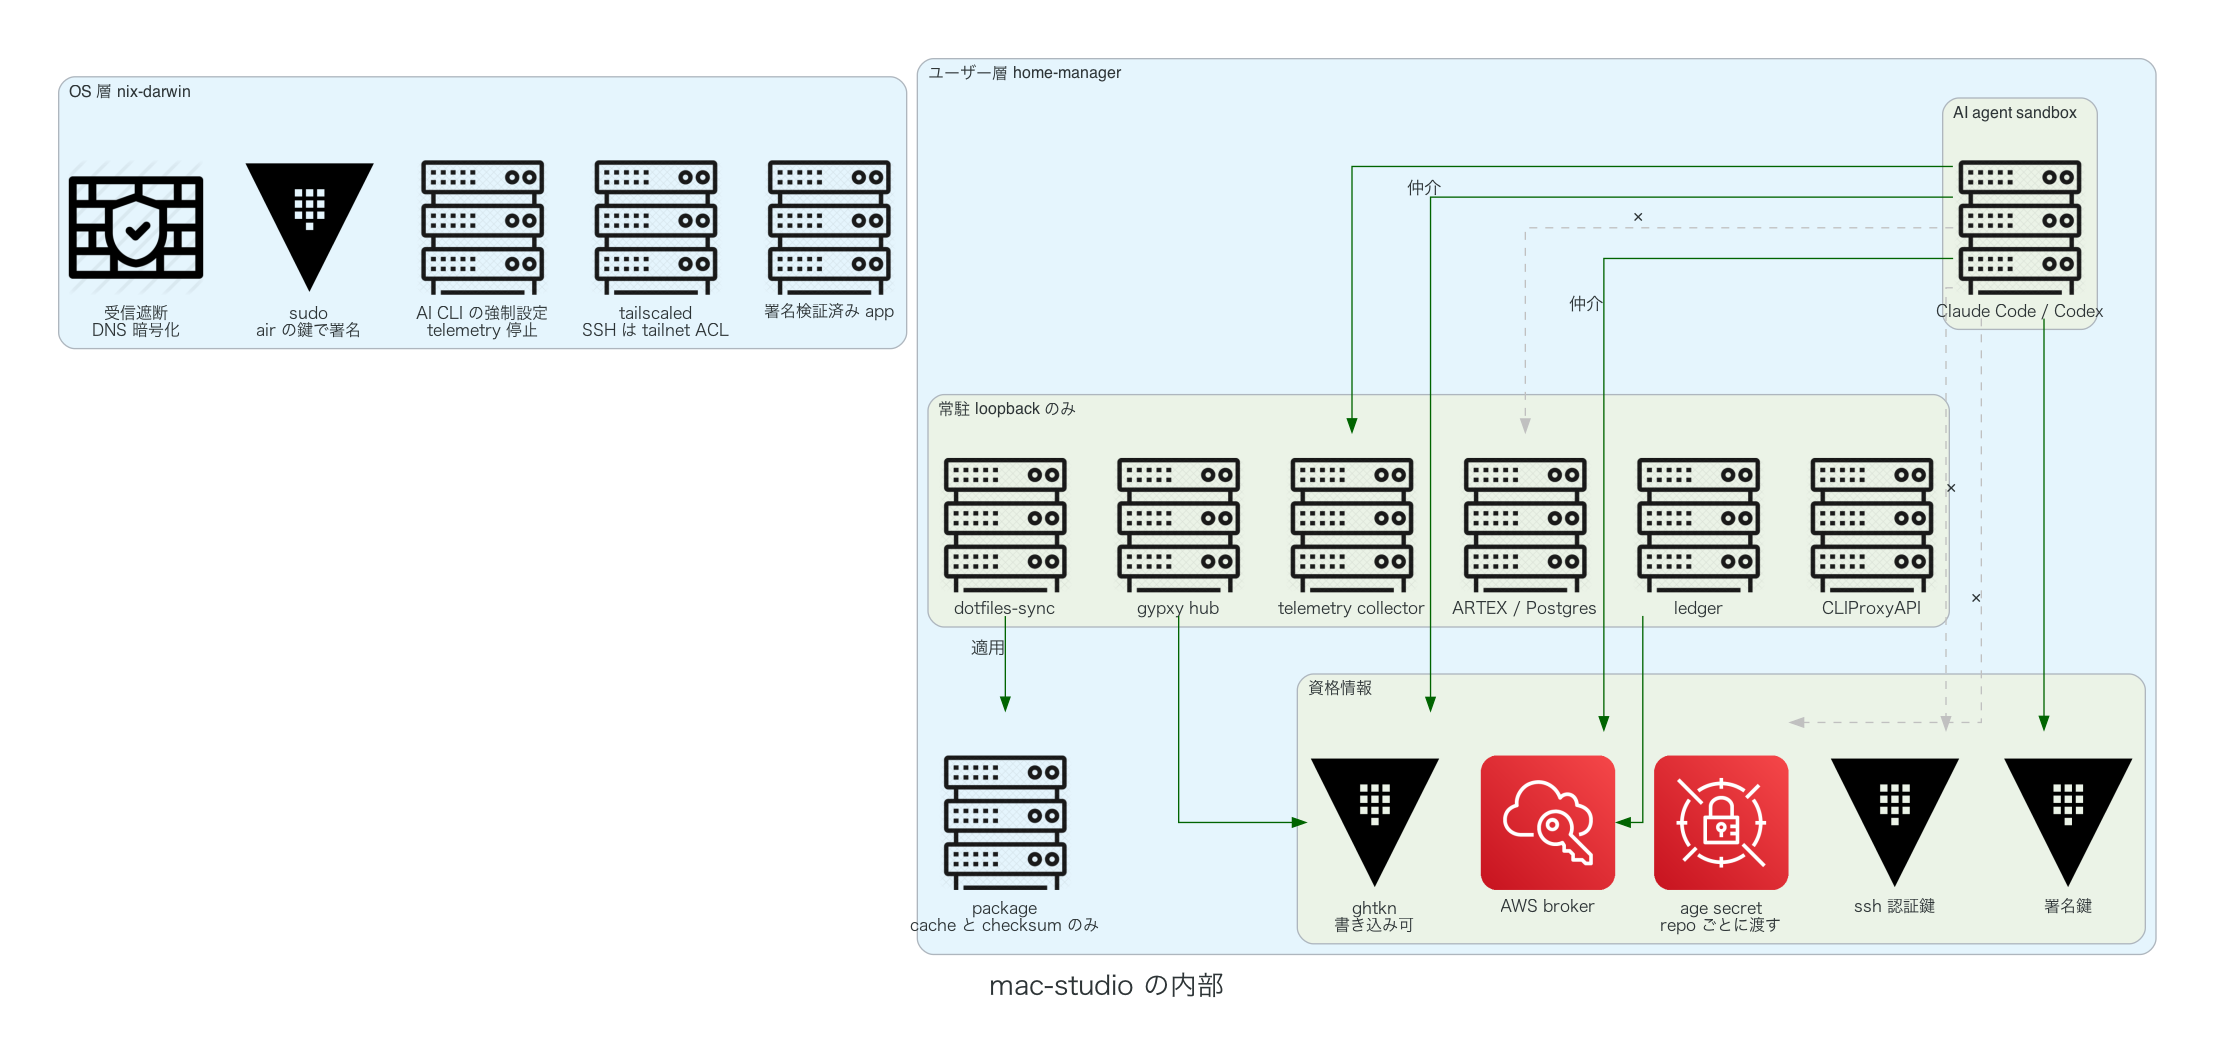 OS 層 nix-darwin
受信遮断
DNS 暗号化
sudo
air の鍵で署名
AI CLI の強制設定
telemetry 停止
tailscaled
SSH は tailnet ACL
署名検証済み app
ユーザー層 home-manager
AI agent sandbox
Claude Code / Codex
仲介
×
仲介
常駐 loopback のみ
×
×
dotfiles-sync
gypxy hub
telemetry collector
ARTEX / Postgres
ledger
CLIProxyAPI
適用
資格情報
package
cache と checksum のみ
ghtkn
書き込み可
AWS broker
age secret
repo ごとに渡す
ssh 認証鍵
署名鍵
mac-studio の内部